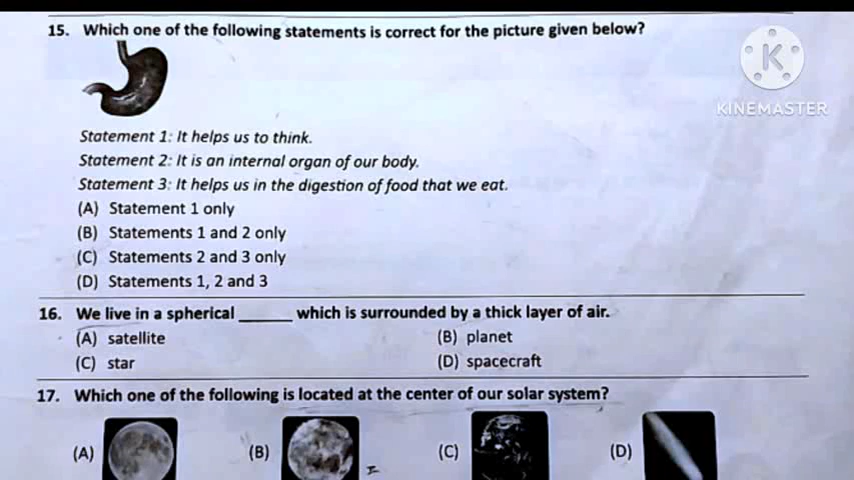 15. Which one of the following statements is correct for the picture given below?
K
KINEMASTER
Statement 1: It helps us to think.
Statement 2: It is an internal organ of our body.
Statement 3: It helps us in the digestion of food that we eat.
(A) Statement 1 only
(B) Statements 1 and 2 only
(C) Statements 2 and 3 only
(D) Statements 1, 2 and 3
16. We live in a spherical ______ which is surrounded by a thick layer of air.
(A) satellite (B) planet
(C) star (D) spacecraft
17. Which one of the following is located at the center of our solar system?
(A) (B) (C) (D)